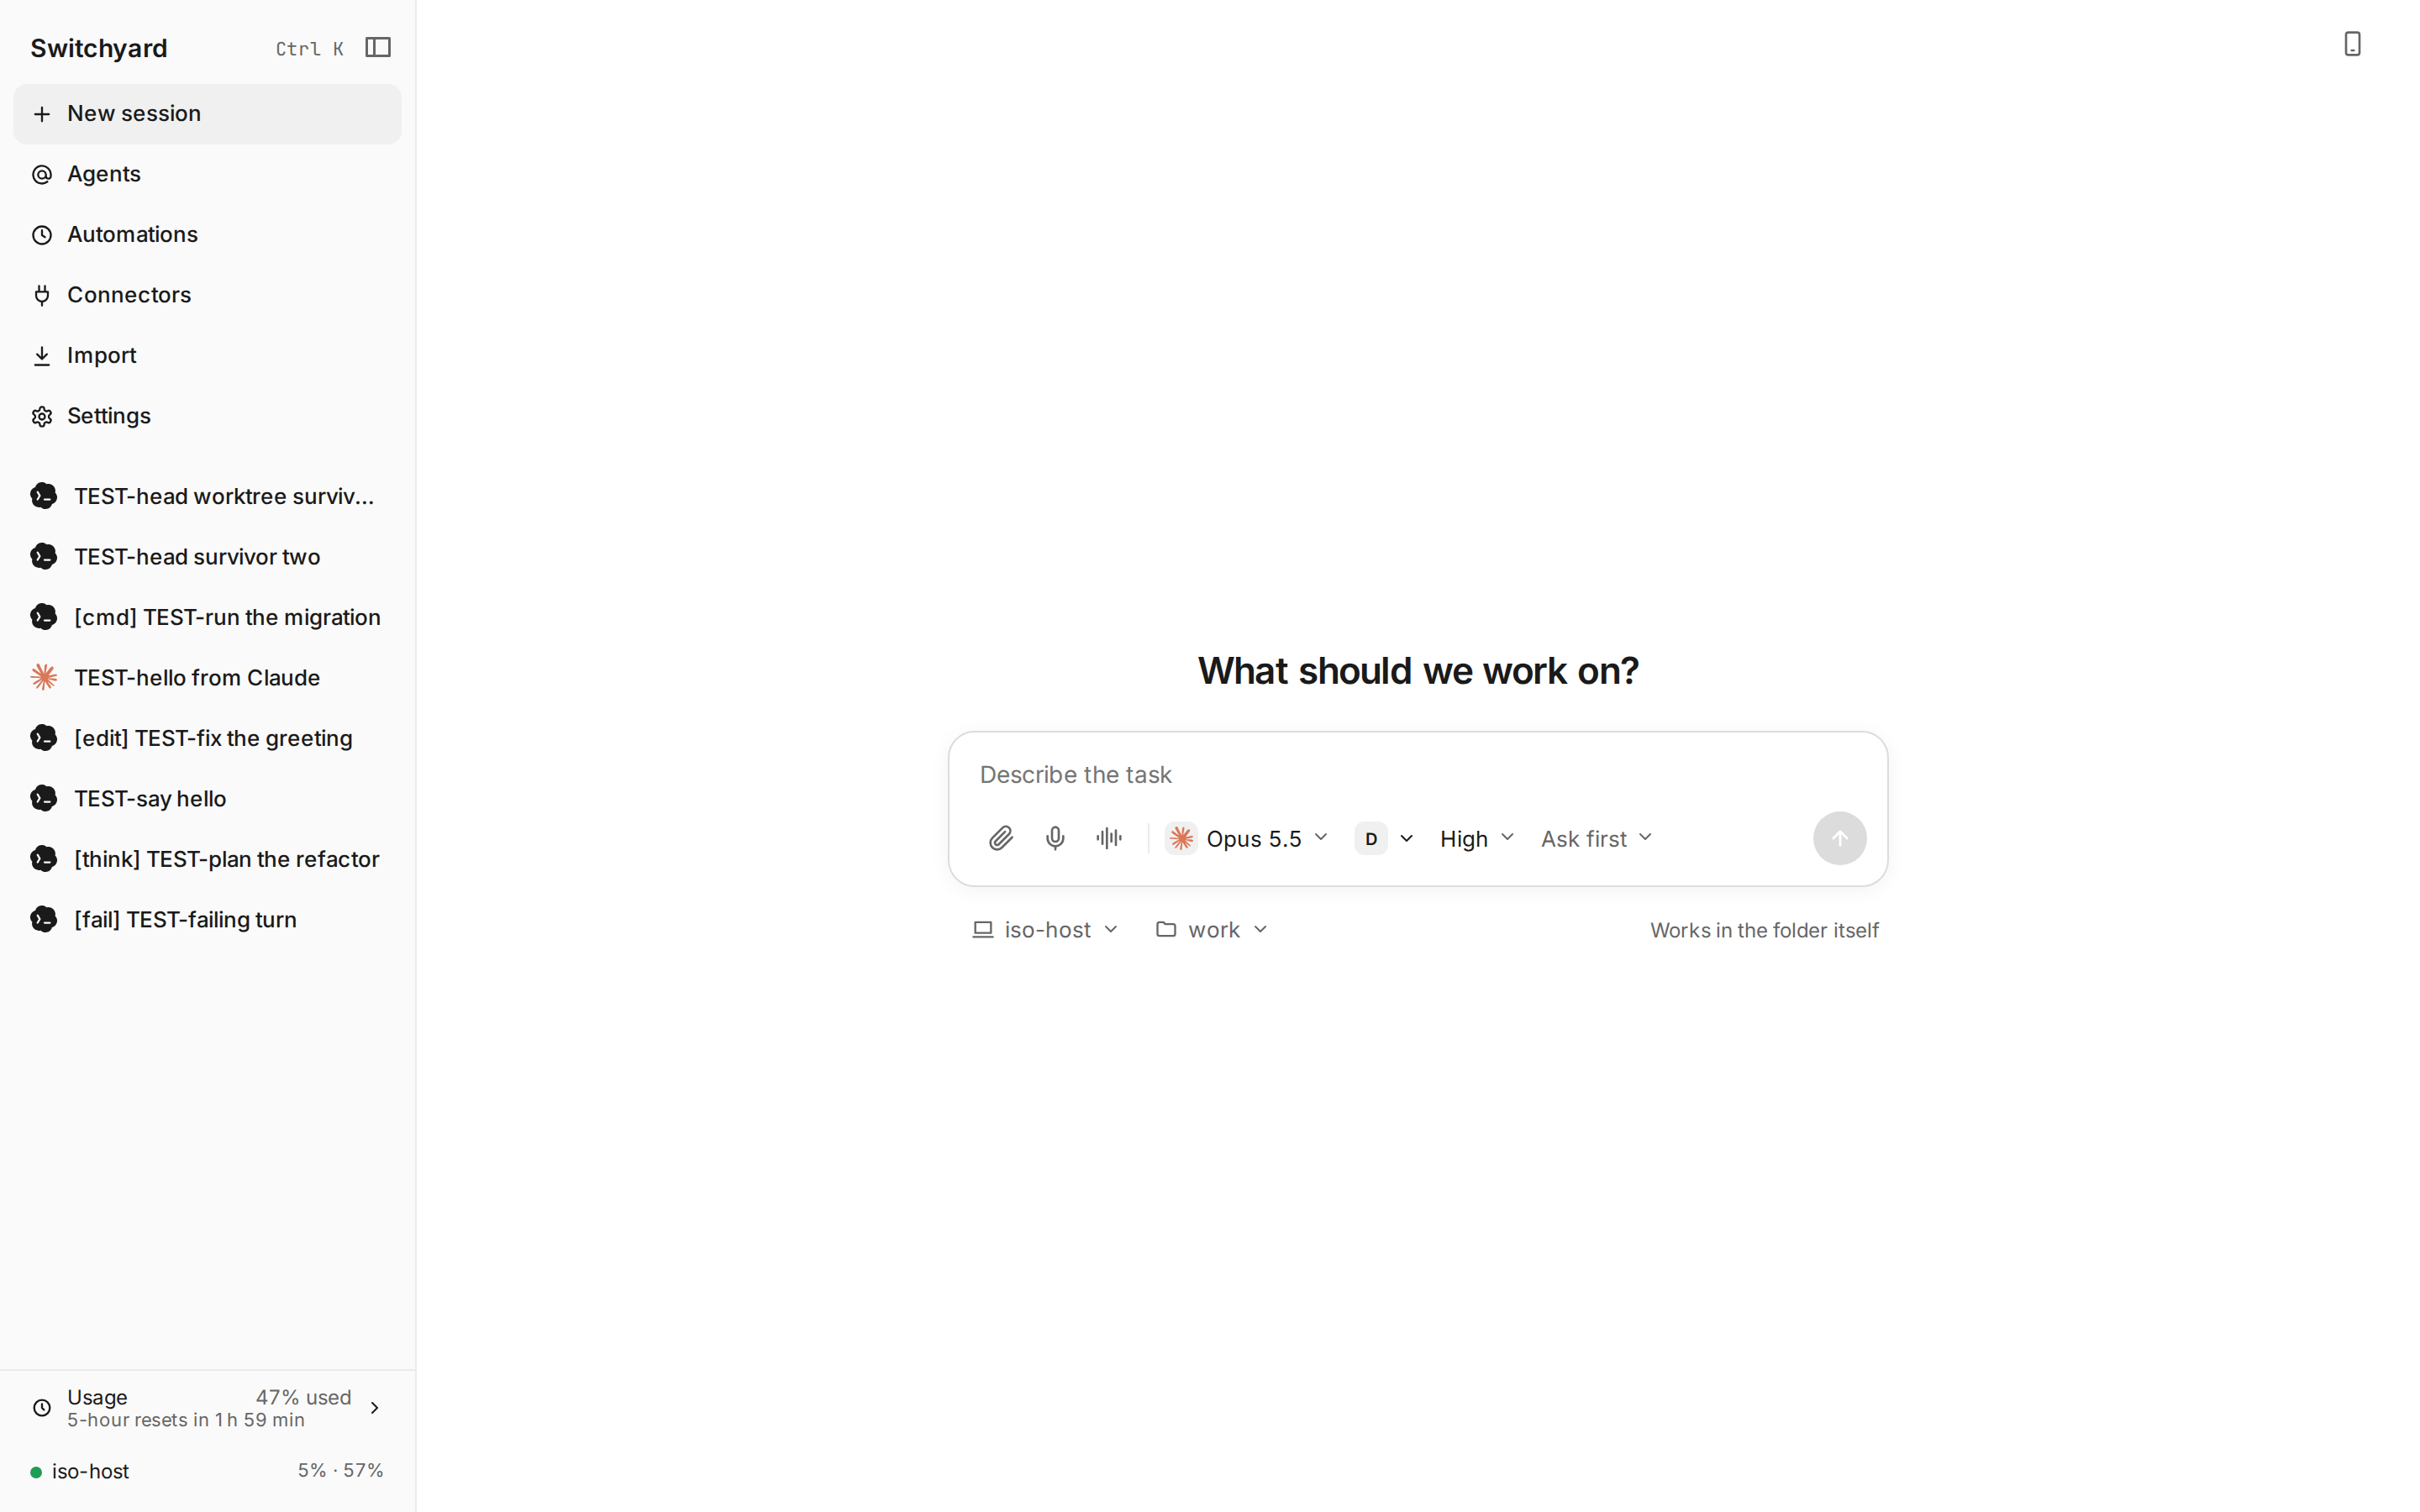 Switchyard
Ctrl K
New session
Agents
Automations
Connectors
Import
Settings
TEST-head worktree surviv...
TEST-head survivor two
[cmd] TEST-run the migration
TEST-hello from Claude
[edit] TEST-fix the greeting
TEST-say hello
[think] TEST-plan the refactor
[fail] TEST-failing turn
Usage 47% used
5-hour resets in 1 h 59 min
iso-host 5% · 57%
What should we work on?
Describe the task
Opus 5.5 D High Ask first
iso-host work Works in the folder itself